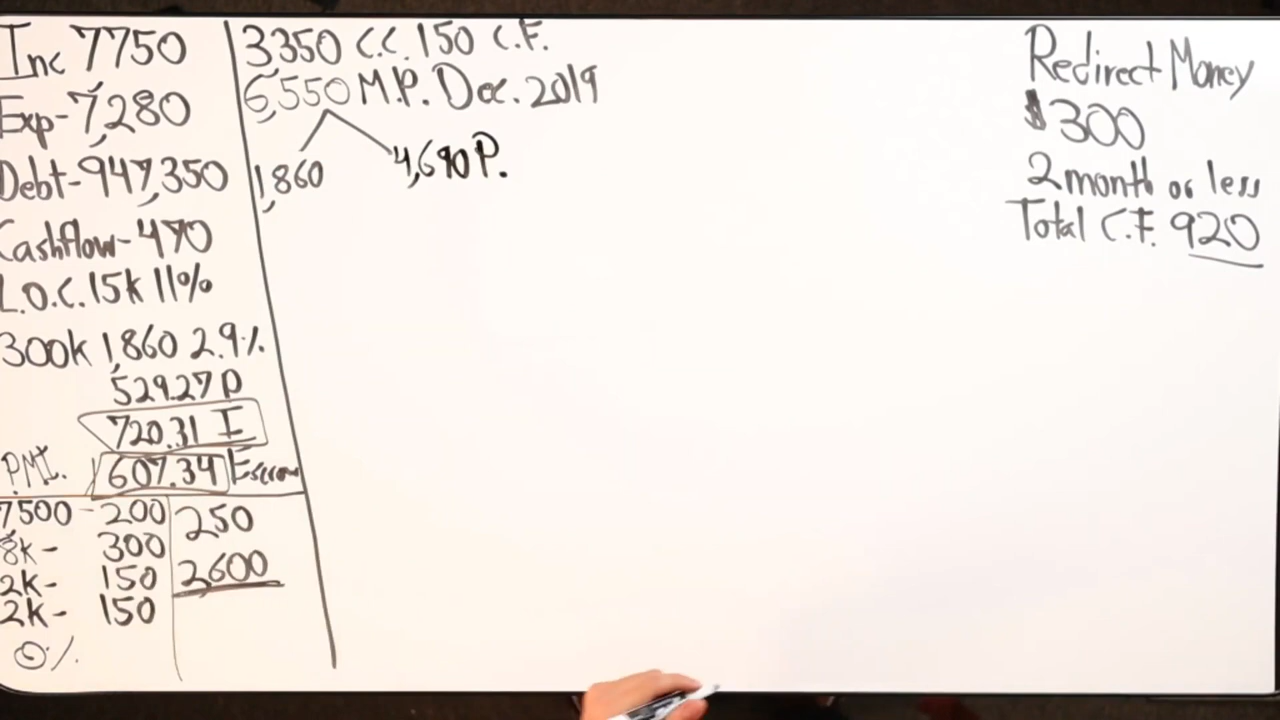 Inc 7750
Exp-7,280
Debt-947,350
Cashflow-470
L.O.C. 15k 11%
300k 1,860 2.9%
529.27 P
720.31 I
P.M.I. 607.34 Escrow
7500 - 200
8k - 300
2k - 150
2k - 150
0%
250
2,600
3350 C.C. 150 C.F.
6,550 M.P. Dec. 2019
1,860 4,690 P.
Redirect Money
$300
2 month or less
Total C.F. 920